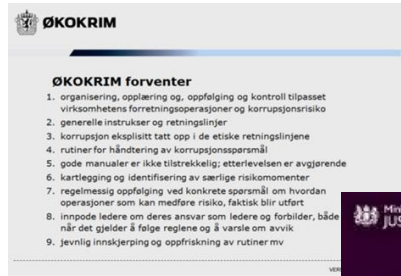 ØKOKRIM
ØKOKRIM forventer
1. organisering, opplæring og, oppfølging og kontroll tilpasset
virksomhetens forretningsoperasjoner og korrupsjonsrisiko
2. generelle instrukser og retningslinjer
3. korrupsjon eksplisitt tatt opp i de etiske retningslinjene
4. rutiner for håndtering av korrupsjonsspørsmål
5. gode manualer er ikke tilstrekkelig; etterlevelsen er avgjørende
6. kartlegging og identifisering av særlige risikomomenter
7. regelmessig oppfølging ved konkrete spørsmål om hvordan
operasjoner som kan medføre risiko, faktisk blir utført
8. innpode ledere om deres ansvar som ledere og forbilder, både
når det gjelder å følge reglene og å varsle om avvik
9. jevnlig innskjerping og oppfriskning av rutiner mv
Min
JUS
VER